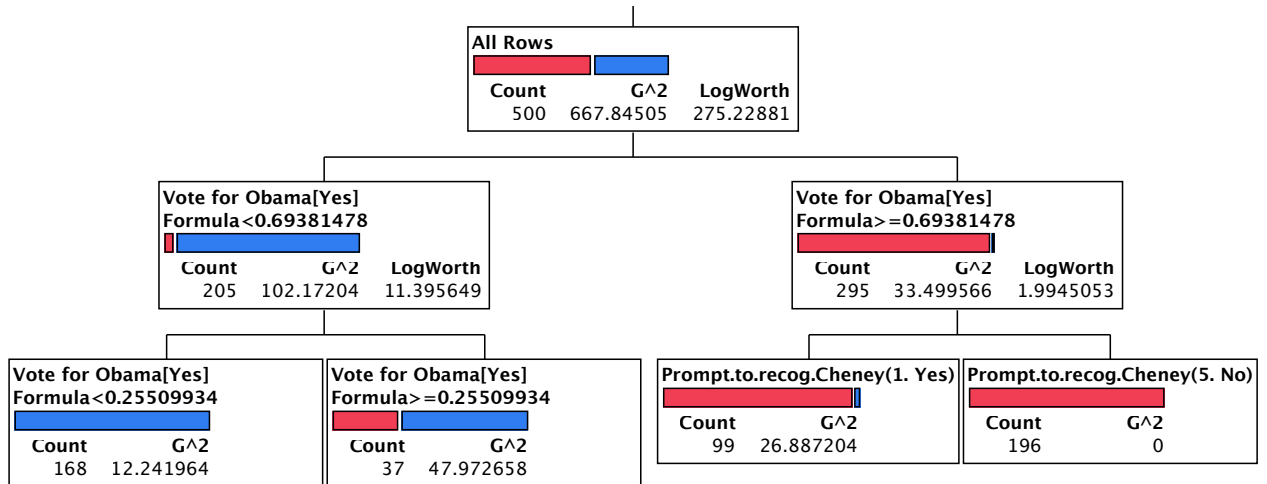 All Rows
Count G^2 LogWorth
500 667.84505 275.22881
Vote for Obama[Yes]
Formula<0.69381478
Count G^2 LogWorth
205 102.17204 11.395649
Vote for Obama[Yes]
Formula>=0.69381478
Count G^2 LogWorth
295 33.499566 1.9945053
Vote for Obama[Yes]
Formula<0.25509934
Count G^2
168 12.241964
Vote for Obama[Yes]
Formula>=0.25509934
Count G^2
37 47.972658
Prompt.to.recog.Cheney(1. Yes)
Count G^2
99 26.887204
Prompt.to.recog.Cheney(5. No)
Count G^2
196 0